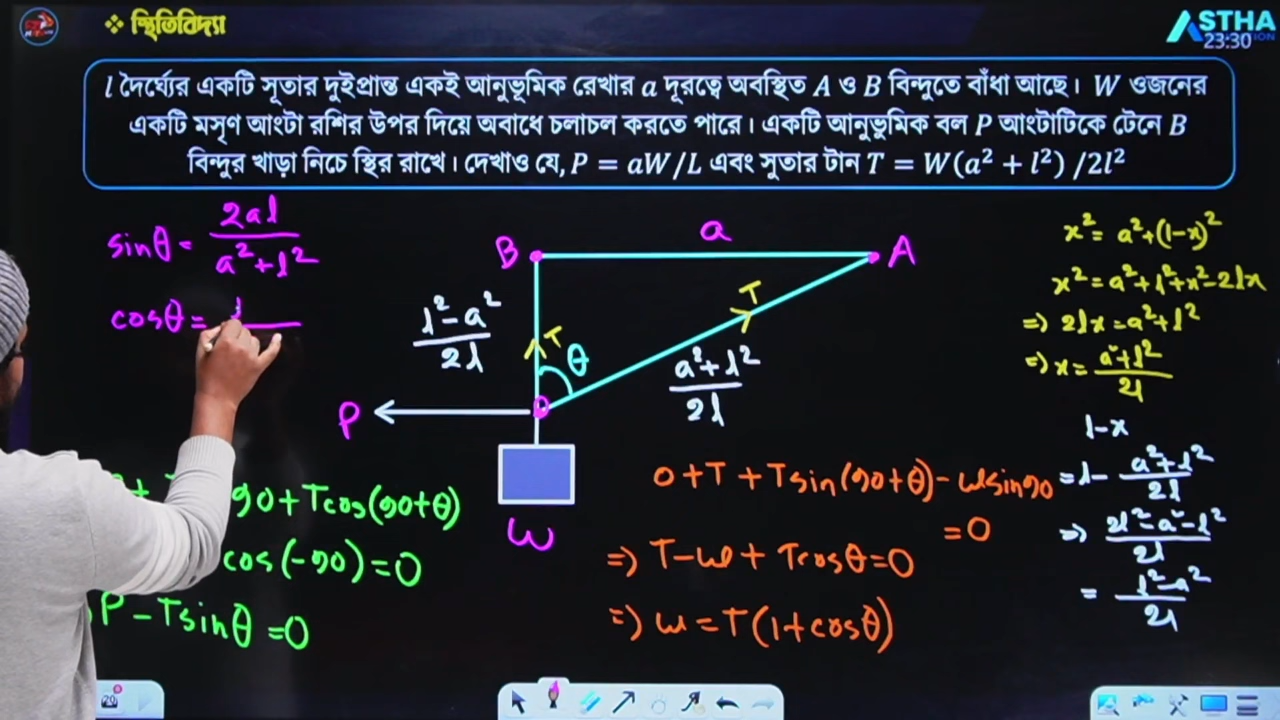 ❖ স্থিতিবিদ্যা
ASTHA
23:30
l দৈর্ঘ্যের একটি সূতার দুইপ্রান্ত একই আনুভূমিক রেখার a দূরত্বে অবস্থিত A ও B বিন্দুতে বাঁধা আছে। W ওজনের
একটি মসৃণ আংটা রশির উপর দিয়ে অবাধে চলাচল করতে পারে। একটি আনুভুমিক বল P আংটাটিকে টেনে B
বিন্দুর খাড়া নিচে স্থির রাখে। দেখাও যে, P = aW/L এবং সুতার টান T = W(a² + l²) /2l²
sinθ = 2al / a²+l²
cosθ = l
B
a
A
l²-a² / 2l
T
θ
T
a²+l² / 2l
P
O
W
x² = a²+(l-x)²
x² = a²+l²+x²-2lx
⇒ 2lx = a²+l²
⇒ x = a²+l² / 2l
l-x
= l - a²+l² / 2l
⇒ 2l²-a²-l² / 2l
= l²-a² / 2l
90+Tcos(90+θ)
cos(-90)=0
P-Tsinθ=0
0+T+Tsin(90+θ)-wsin90
=0
⇒ T-w+Tcosθ=0
⇒ w=T(1+cosθ)